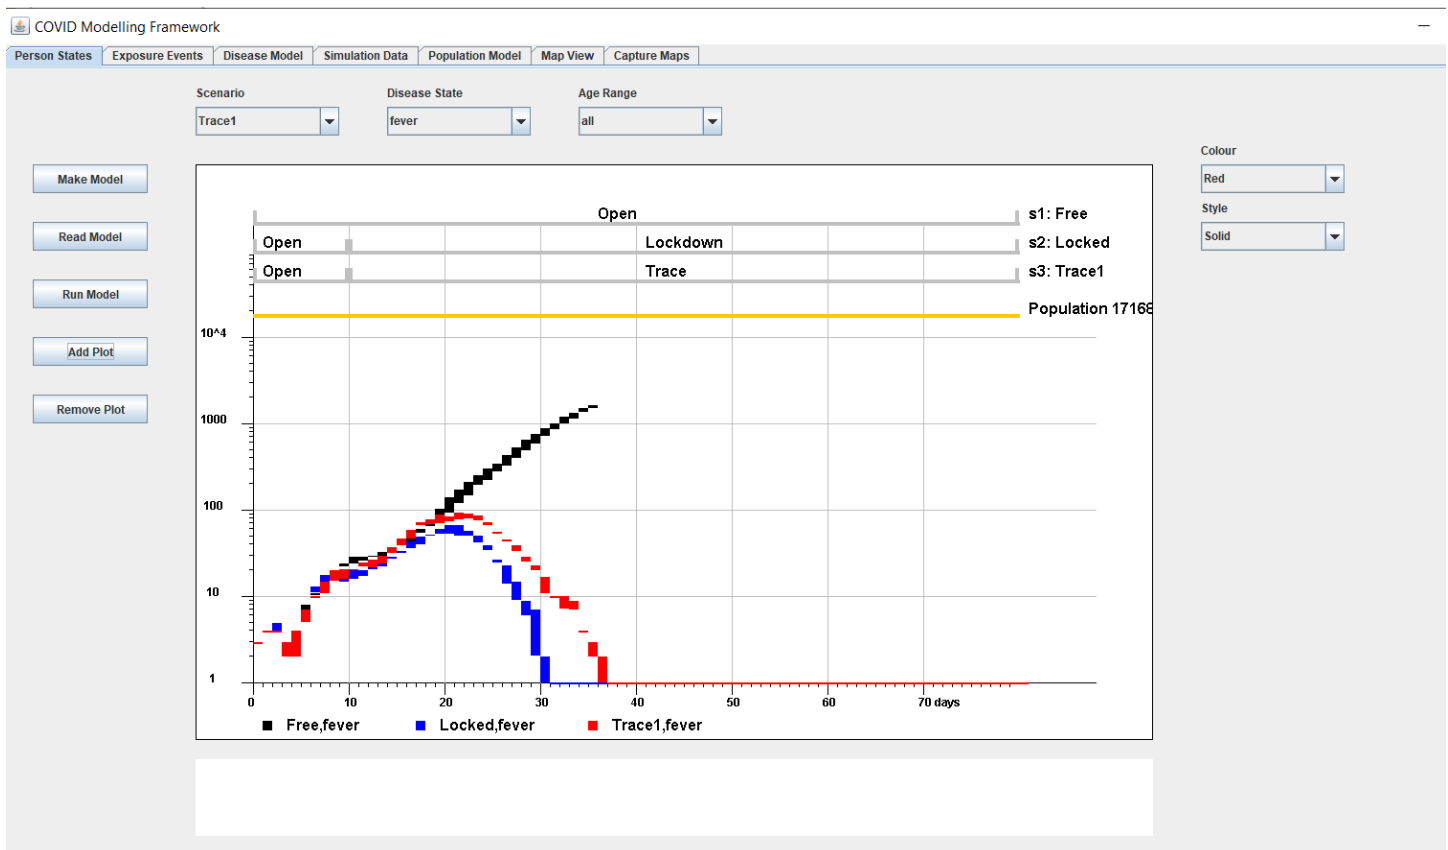 COVID Modelling Framework
Person States Exposure Events Disease Model Simulation Data Population Model Map View Capture Maps
Scenario Disease State Age Range
Trace1 fever all
Colour
Red
Style
Solid
Make Model
Read Model
Run Model
Add Plot
Remove Plot
Open s1: Free
Open Lockdown s2: Locked
Open Trace s3: Trace1
Population 17168
10^4
1000
100
10
1
0 10 20 30 40 50 60 70 days
Free,fever Locked,fever Trace1,fever